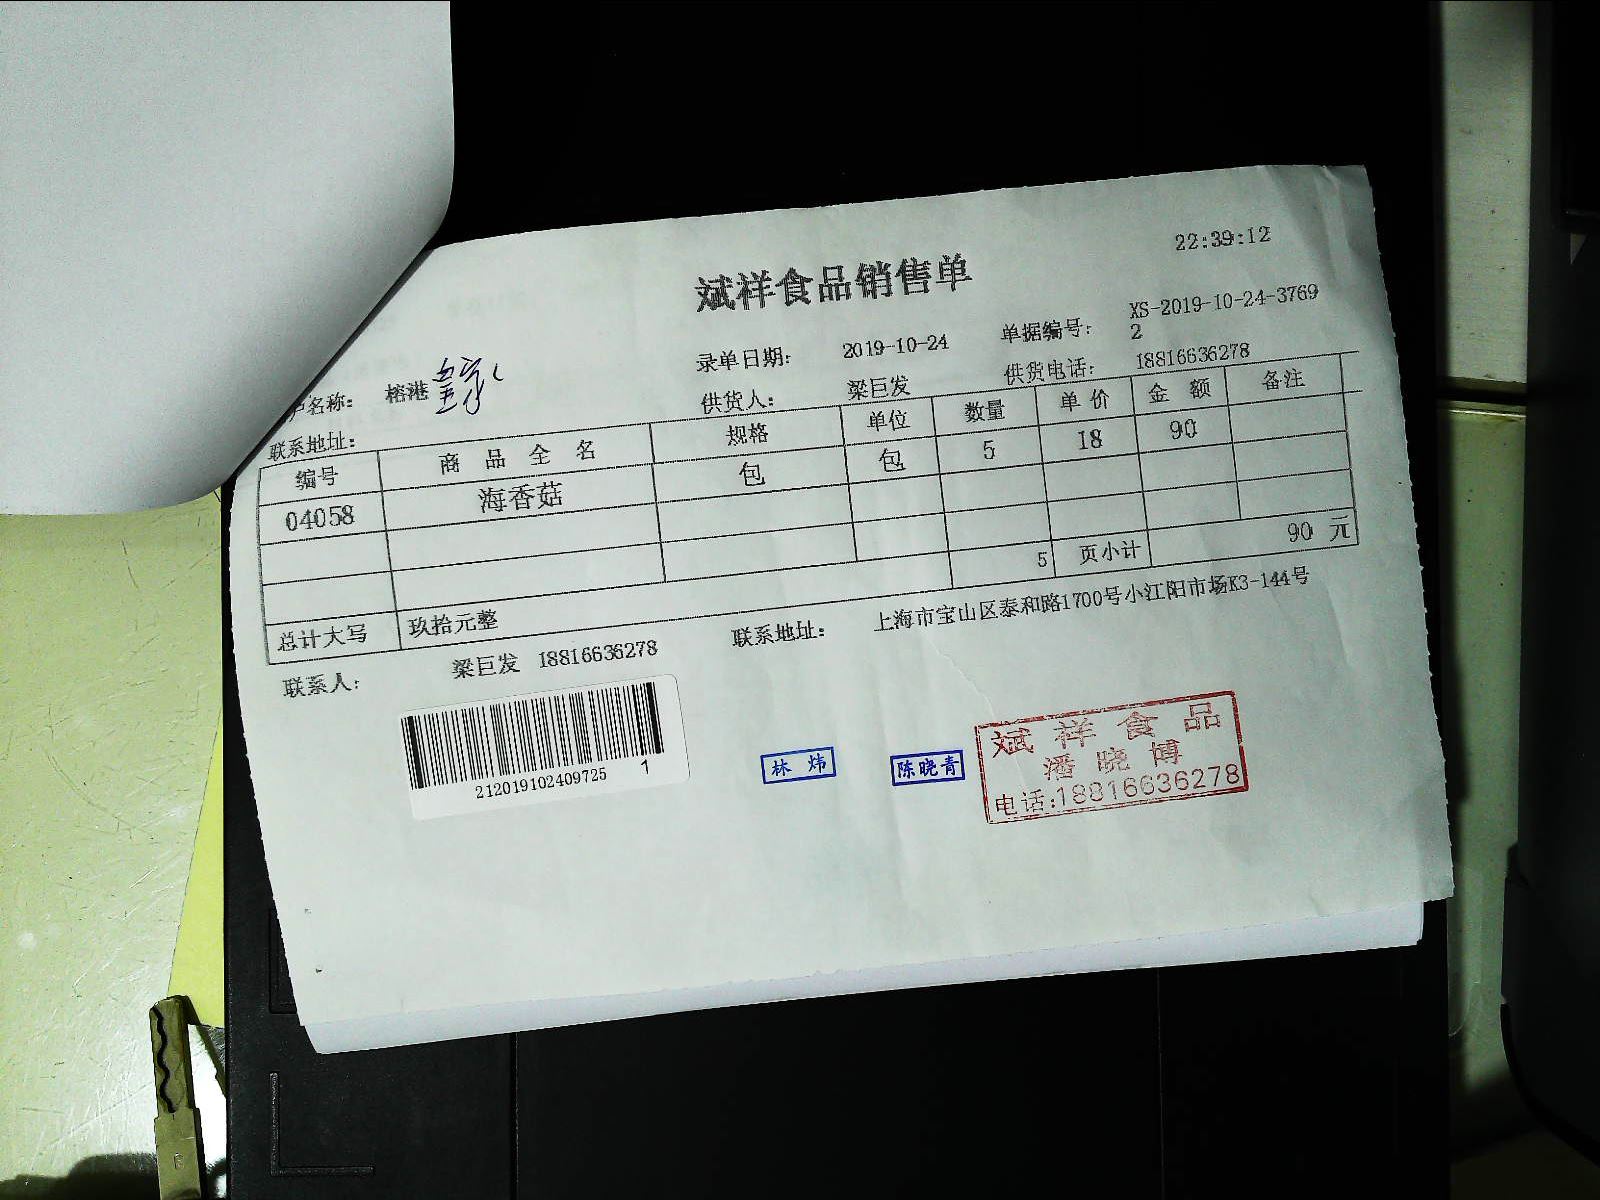 22:39:12
斌祥食品销售单
户名称: 榕港 录单日期: 2019-10-24 单据编号: XS-2019-10-24-3769
2
联系地址: 供货人: 梁巨发 供货电话: 18816636278
编号 商品全名 规格 单位 数量 单价 金额 备注
04058 海香菇 包 包 5 18 90
5 页小计 90 元
总计大写 玖拾元整
联系人: 梁巨发 18816636278 联系地址: 上海市宝山区泰和路1700号小江阳市场K3-144号
212019102409725 1
林炜
陈晓青
斌祥食品
潘晓博
电话:18816636278